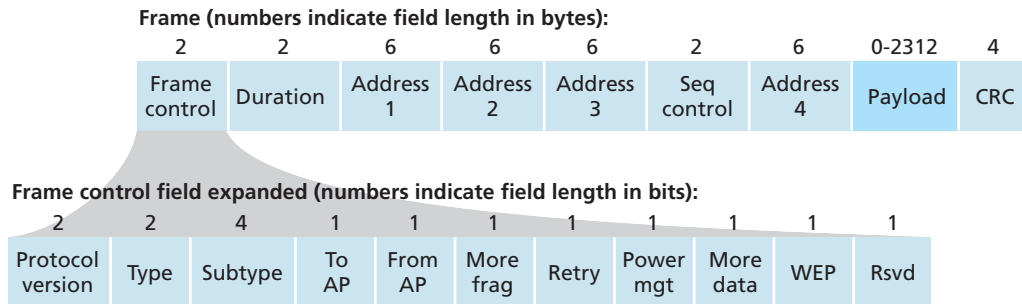 Frame (numbers indicate field length in bytes):
2 2 6 6 6 2 6 0-2312 4
Frame control Duration Address 1 Address 2 Address 3 Seq control Address 4 Payload CRC
Frame control field expanded (numbers indicate field length in bits):
2 2 4 1 1 1 1 1 1 1 1
Protocol version Type Subtype To AP From AP More frag Retry Power mgt More data WEP Rsvd